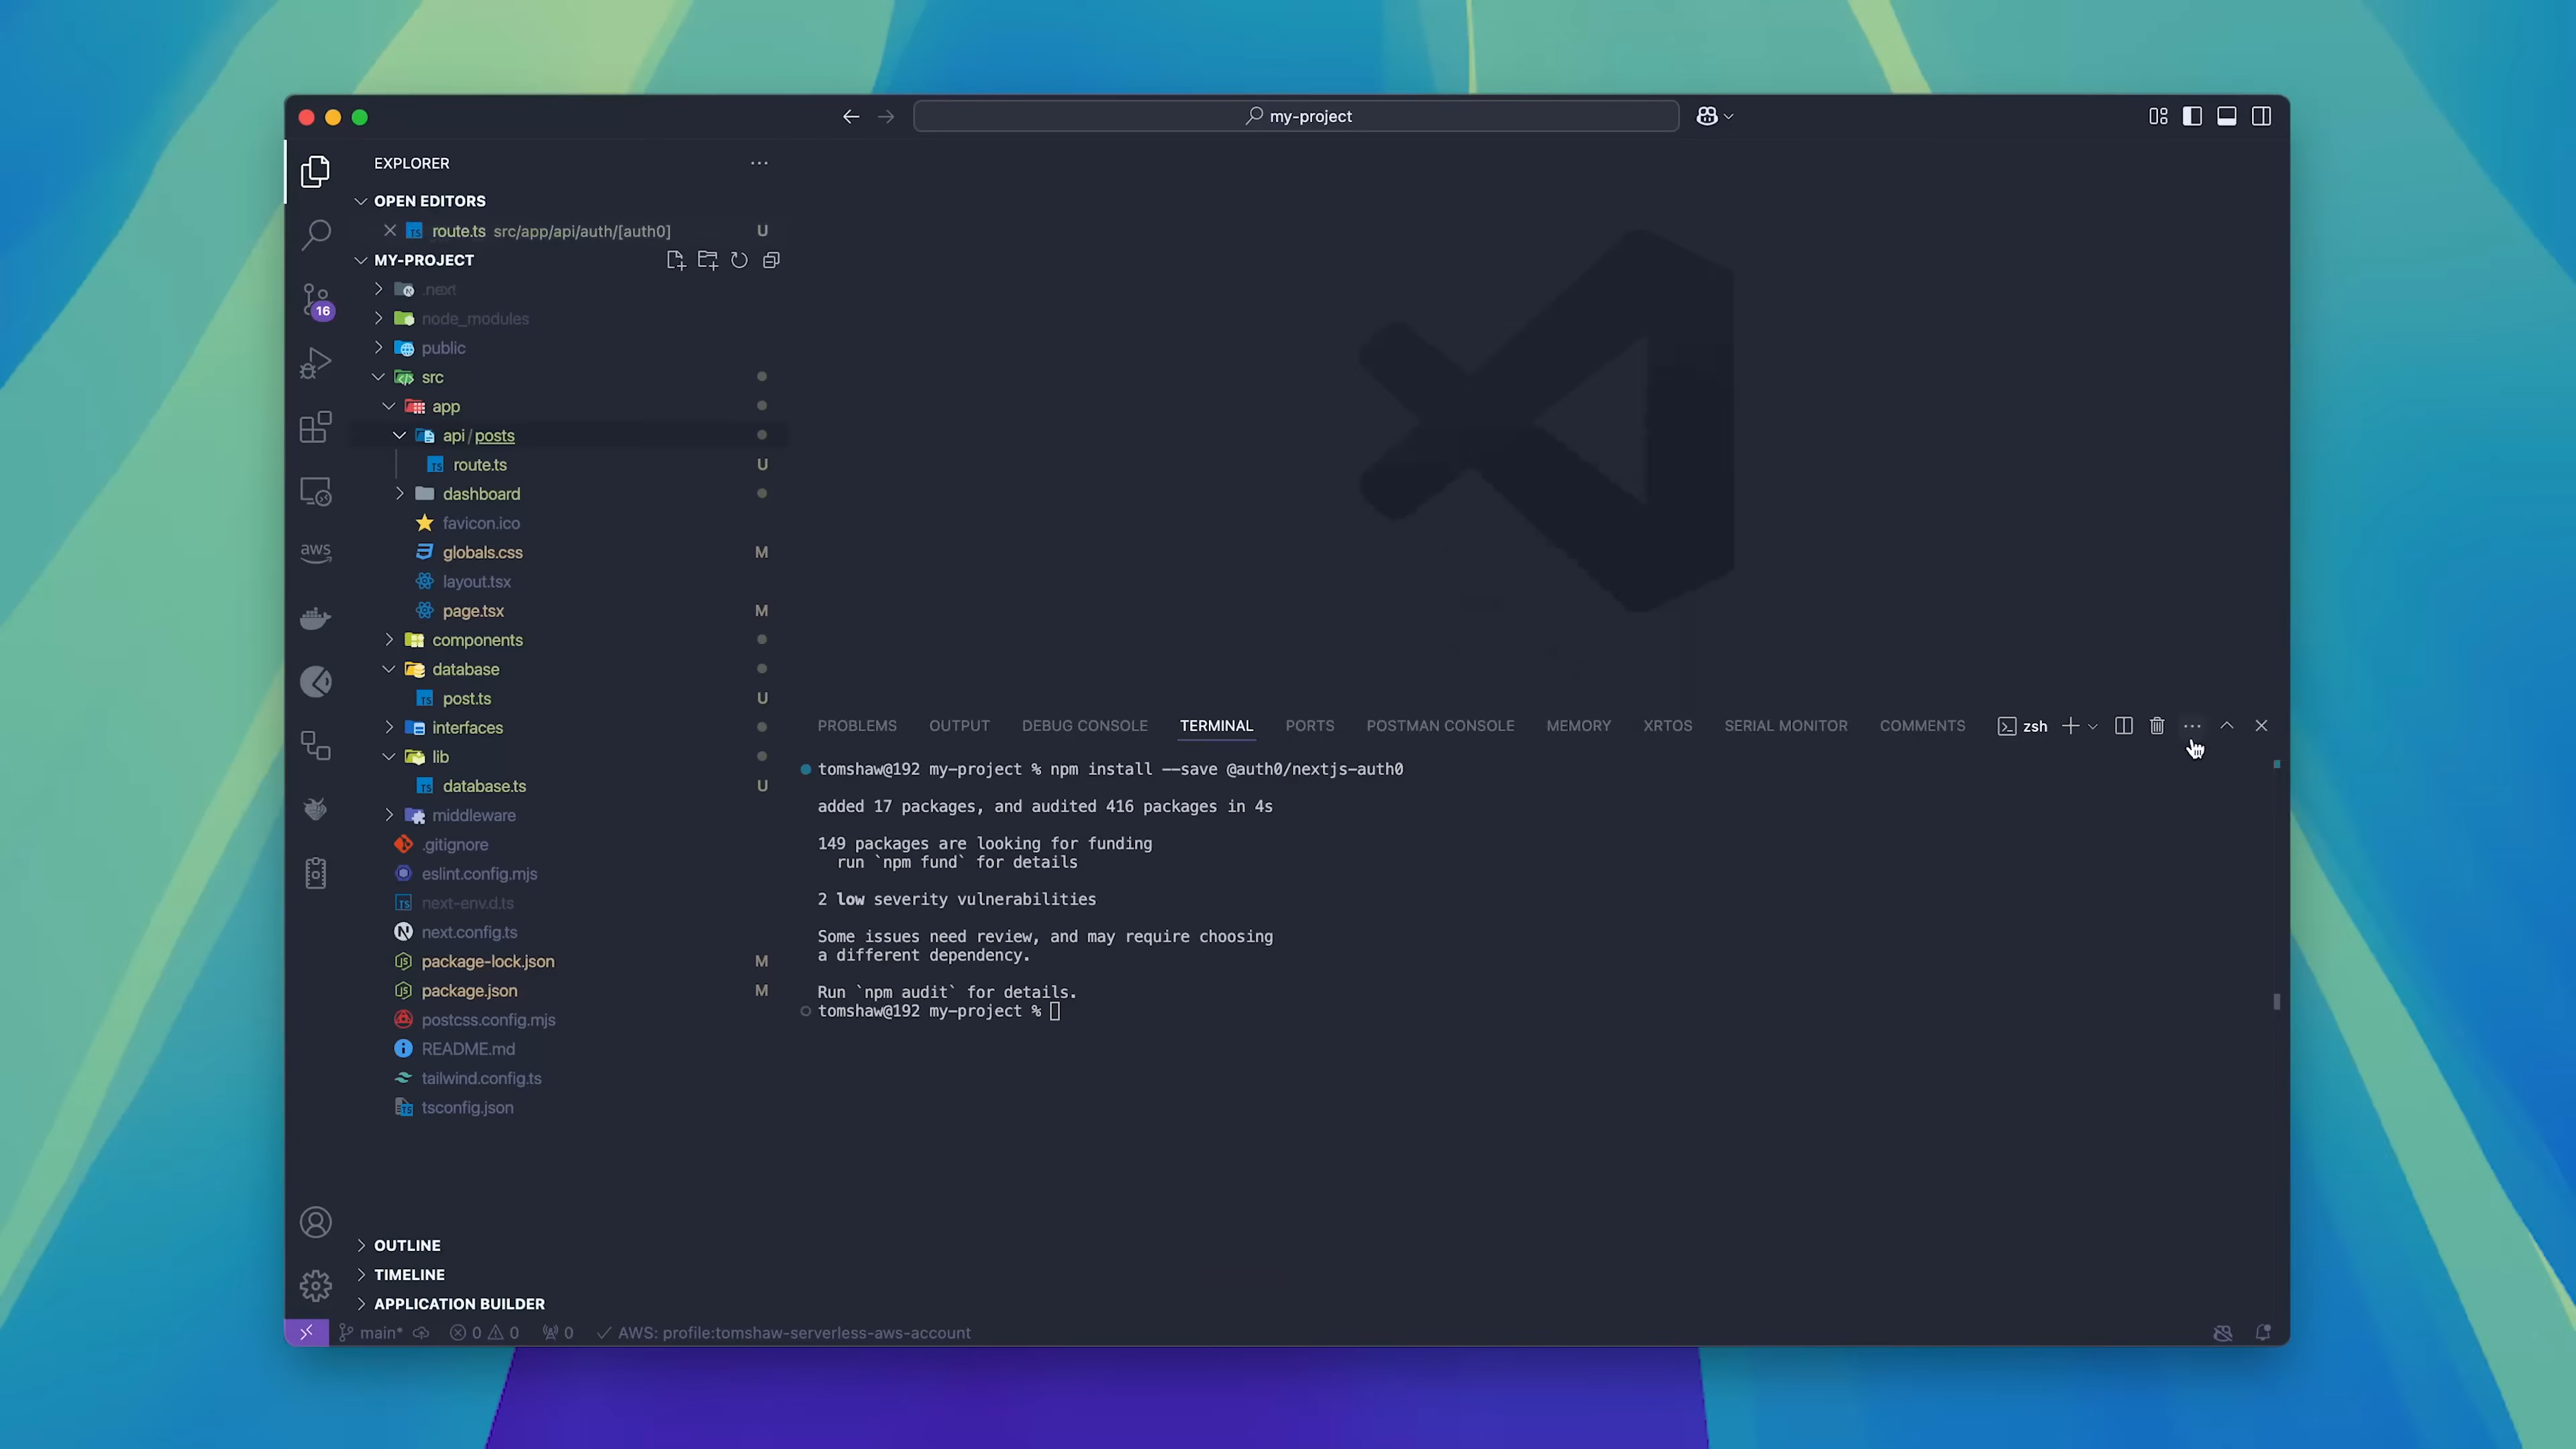 my-project
EXPLORER
OPEN EDITORS
route.ts src/app/api/auth/[auth0] U
MY-PROJECT
.next
node_modules
public
src
app
api/posts
route.ts U
dashboard
favicon.ico
globals.css M
layout.tsx
page.tsx M
components
database
post.ts U
interfaces
lib
database.ts U
middleware
.gitignore
eslint.config.mjs
next-env.d.ts
next.config.ts
package-lock.json M
package.json M
postcss.config.mjs
README.md
tailwind.config.ts
tsconfig.json
OUTLINE
TIMELINE
APPLICATION BUILDER
16
aws
PROBLEMS OUTPUT DEBUG CONSOLE TERMINAL PORTS POSTMAN CONSOLE MEMORY XRTOS SERIAL MONITOR COMMENTS zsh
tomshaw@192 my-project % npm install --save @auth0/nextjs-auth0
added 17 packages, and audited 416 packages in 4s
149 packages are looking for funding
run `npm fund` for details
2 low severity vulnerabilities
Some issues need review, and may require choosing
a different dependency.
Run `npm audit` for details.
tomshaw@192 my-project %
main* 0 0 0 AWS: profile:tomshaw-serverless-aws-account